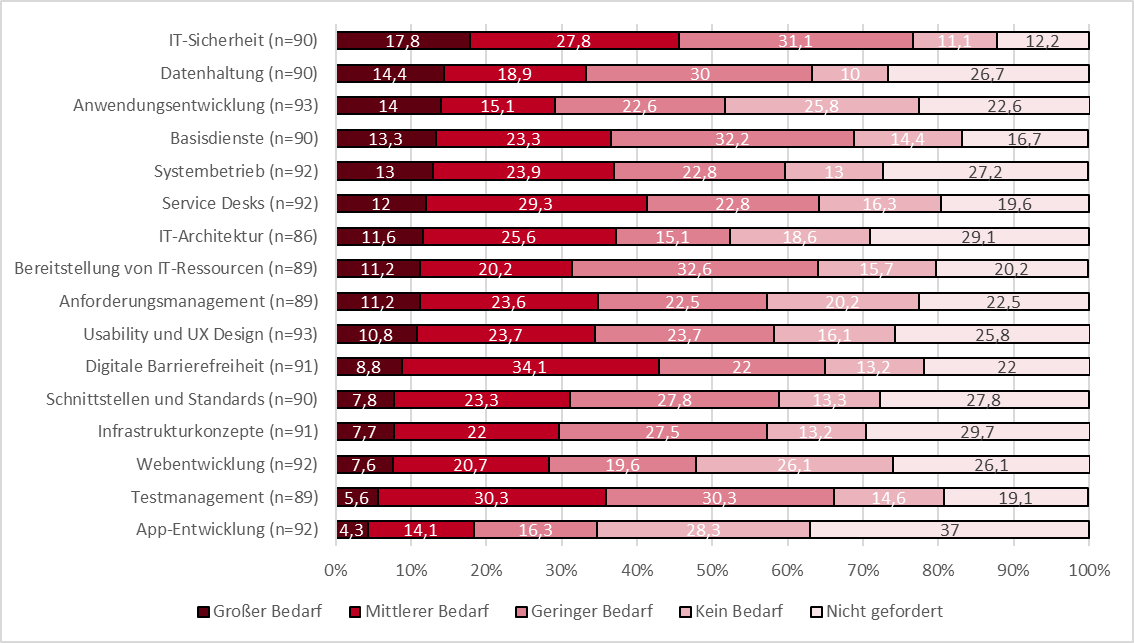 IT-Sicherheit (n=90) 17,8 27,8 31,1 11,1 12,2
Datenhaltung (n=90) 14,4 18,9 30 10 26,7
Anwendungsentwicklung (n=93) 14 15,1 22,6 25,8 22,6
Basisdienste (n=90) 13,3 23,3 32,2 14,4 16,7
Systembetrieb (n=92) 13 23,9 22,8 13 27,2
Service Desks (n=92) 12 29,3 22,8 16,3 19,6
IT-Architektur (n=86) 11,6 25,6 15,1 18,6 29,1
Bereitstellung von IT-Ressourcen (n=89) 11,2 20,2 32,6 15,7 20,2
Anforderungsmanagement (n=89) 11,2 23,6 22,5 20,2 22,5
Usability und UX Design (n=93) 10,8 23,7 23,7 16,1 25,8
Digitale Barrierefreiheit (n=91) 8,8 34,1 22 13,2 22
Schnittstellen und Standards (n=90) 7,8 23,3 27,8 13,3 27,8
Infrastrukturkonzepte (n=91) 7,7 22 27,5 13,2 29,7
Webentwicklung (n=92) 7,6 20,7 19,6 26,1 26,1
Testmanagement (n=89) 5,6 30,3 30,3 14,6 19,1
App-Entwicklung (n=92) 4,3 14,1 16,3 28,3 37
0% 10% 20% 30% 40% 50% 60% 70% 80% 90% 100%
Großer Bedarf Mittlerer Bedarf Geringer Bedarf Kein Bedarf Nicht gefordert